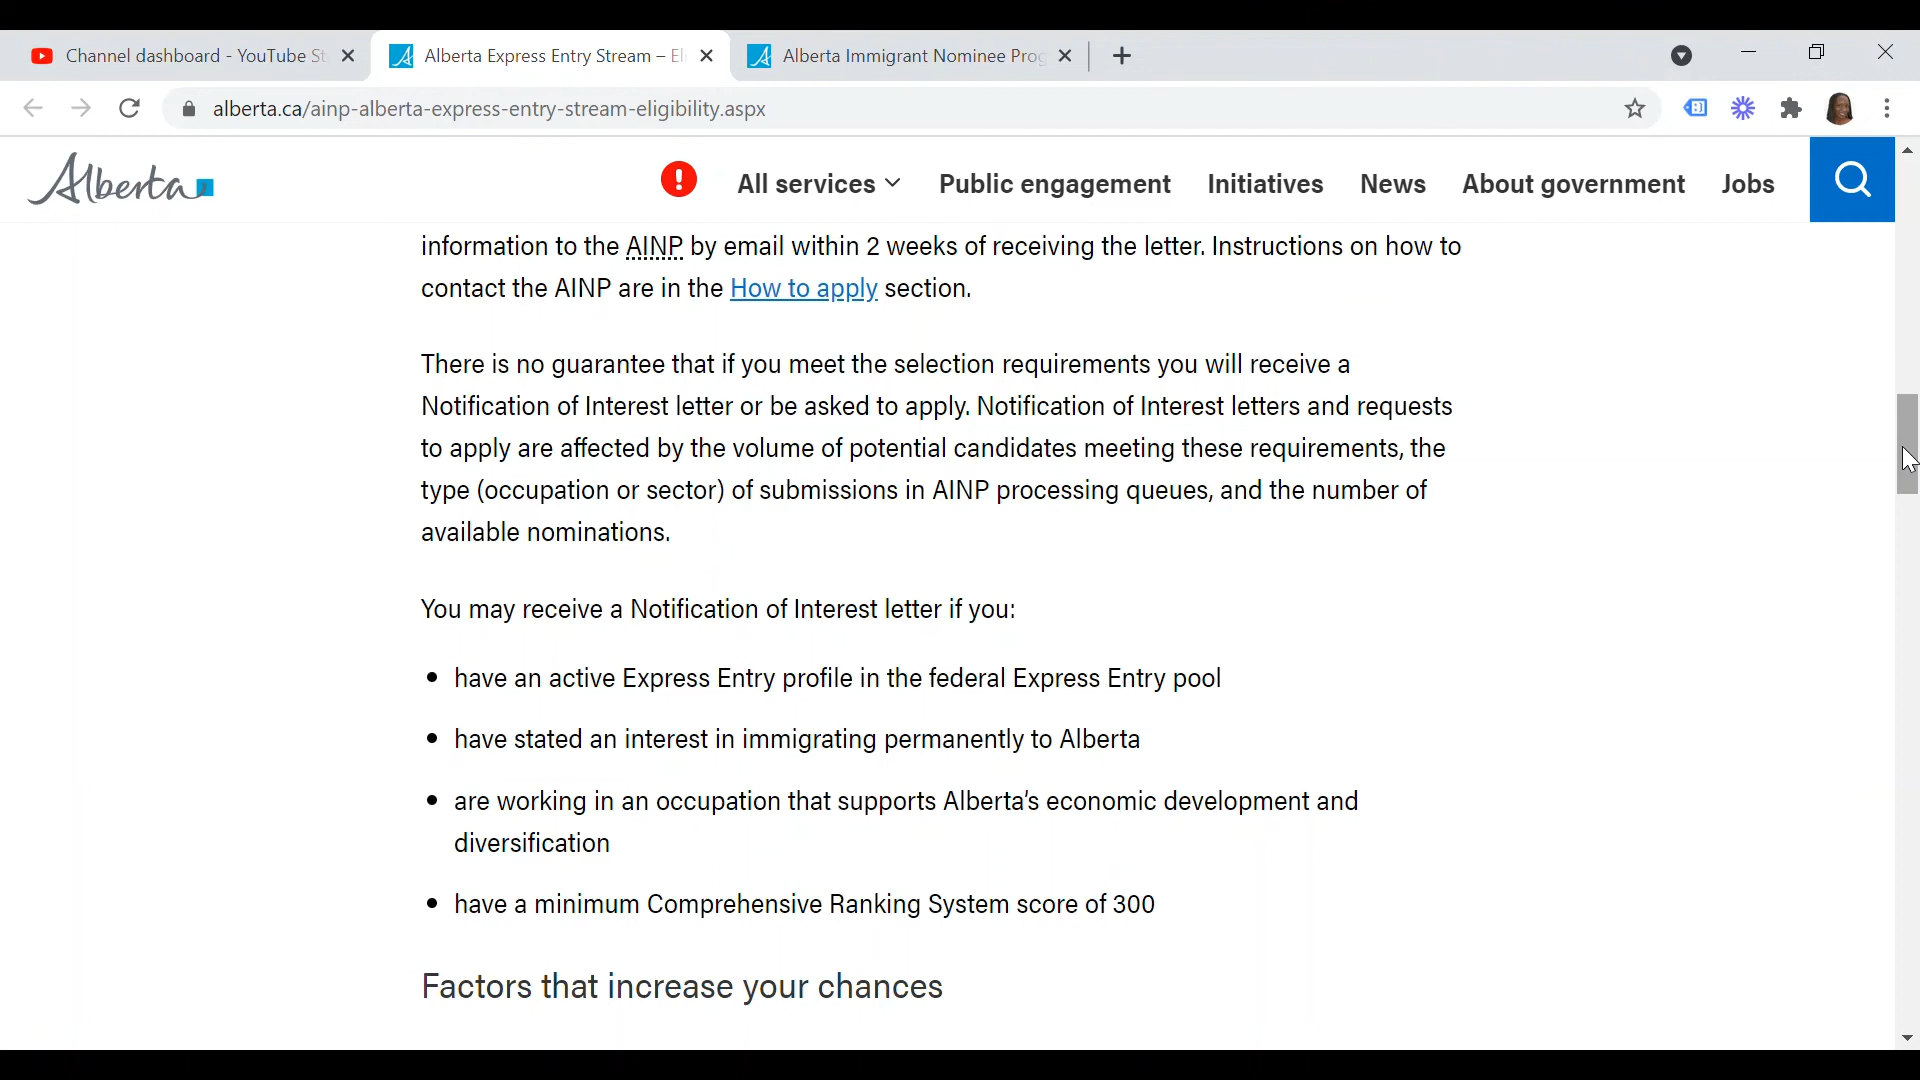 Channel dashboard - YouTube St
Alberta Express Entry Stream – El
Alberta Immigrant Nominee Prog
alberta.ca/ainp-alberta-express-entry-stream-eligibility.aspx
Alberta
All services
Public engagement
Initiatives
News
About government
Jobs
information to the AINP by email within 2 weeks of receiving the letter. Instructions on how to
contact the AINP are in the How to apply section.
There is no guarantee that if you meet the selection requirements you will receive a
Notification of Interest letter or be asked to apply. Notification of Interest letters and requests
to apply are affected by the volume of potential candidates meeting these requirements, the
type (occupation or sector) of submissions in AINP processing queues, and the number of
available nominations.
You may receive a Notification of Interest letter if you:
• have an active Express Entry profile in the federal Express Entry pool
• have stated an interest in immigrating permanently to Alberta
• are working in an occupation that supports Alberta's economic development and
diversification
• have a minimum Comprehensive Ranking System score of 300
Factors that increase your chances